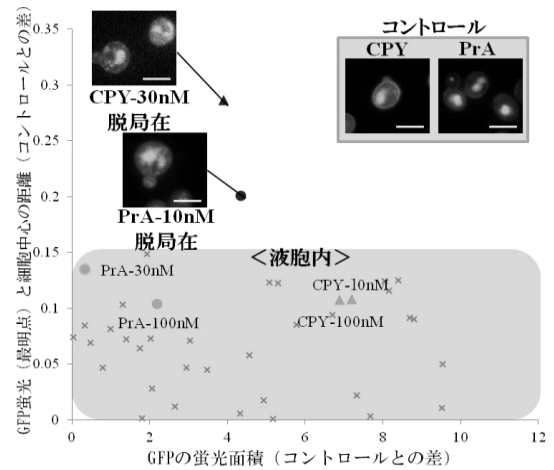 コントロール
CPY
PrA
CPY-30nM
脱局在
PrA-10nM
脱局在
＜液胞内＞
PrA-30nM
PrA-100nM
CPY-10nM
CPY-100nM
GFP蛍光（最明点）と細胞中心の距離（コントロールとの差）
0.35
0.3
0.25
0.2
0.15
0.1
0.05
0
0
2
4
6
8
10
12
GFPの蛍光面積（コントロールとの差）